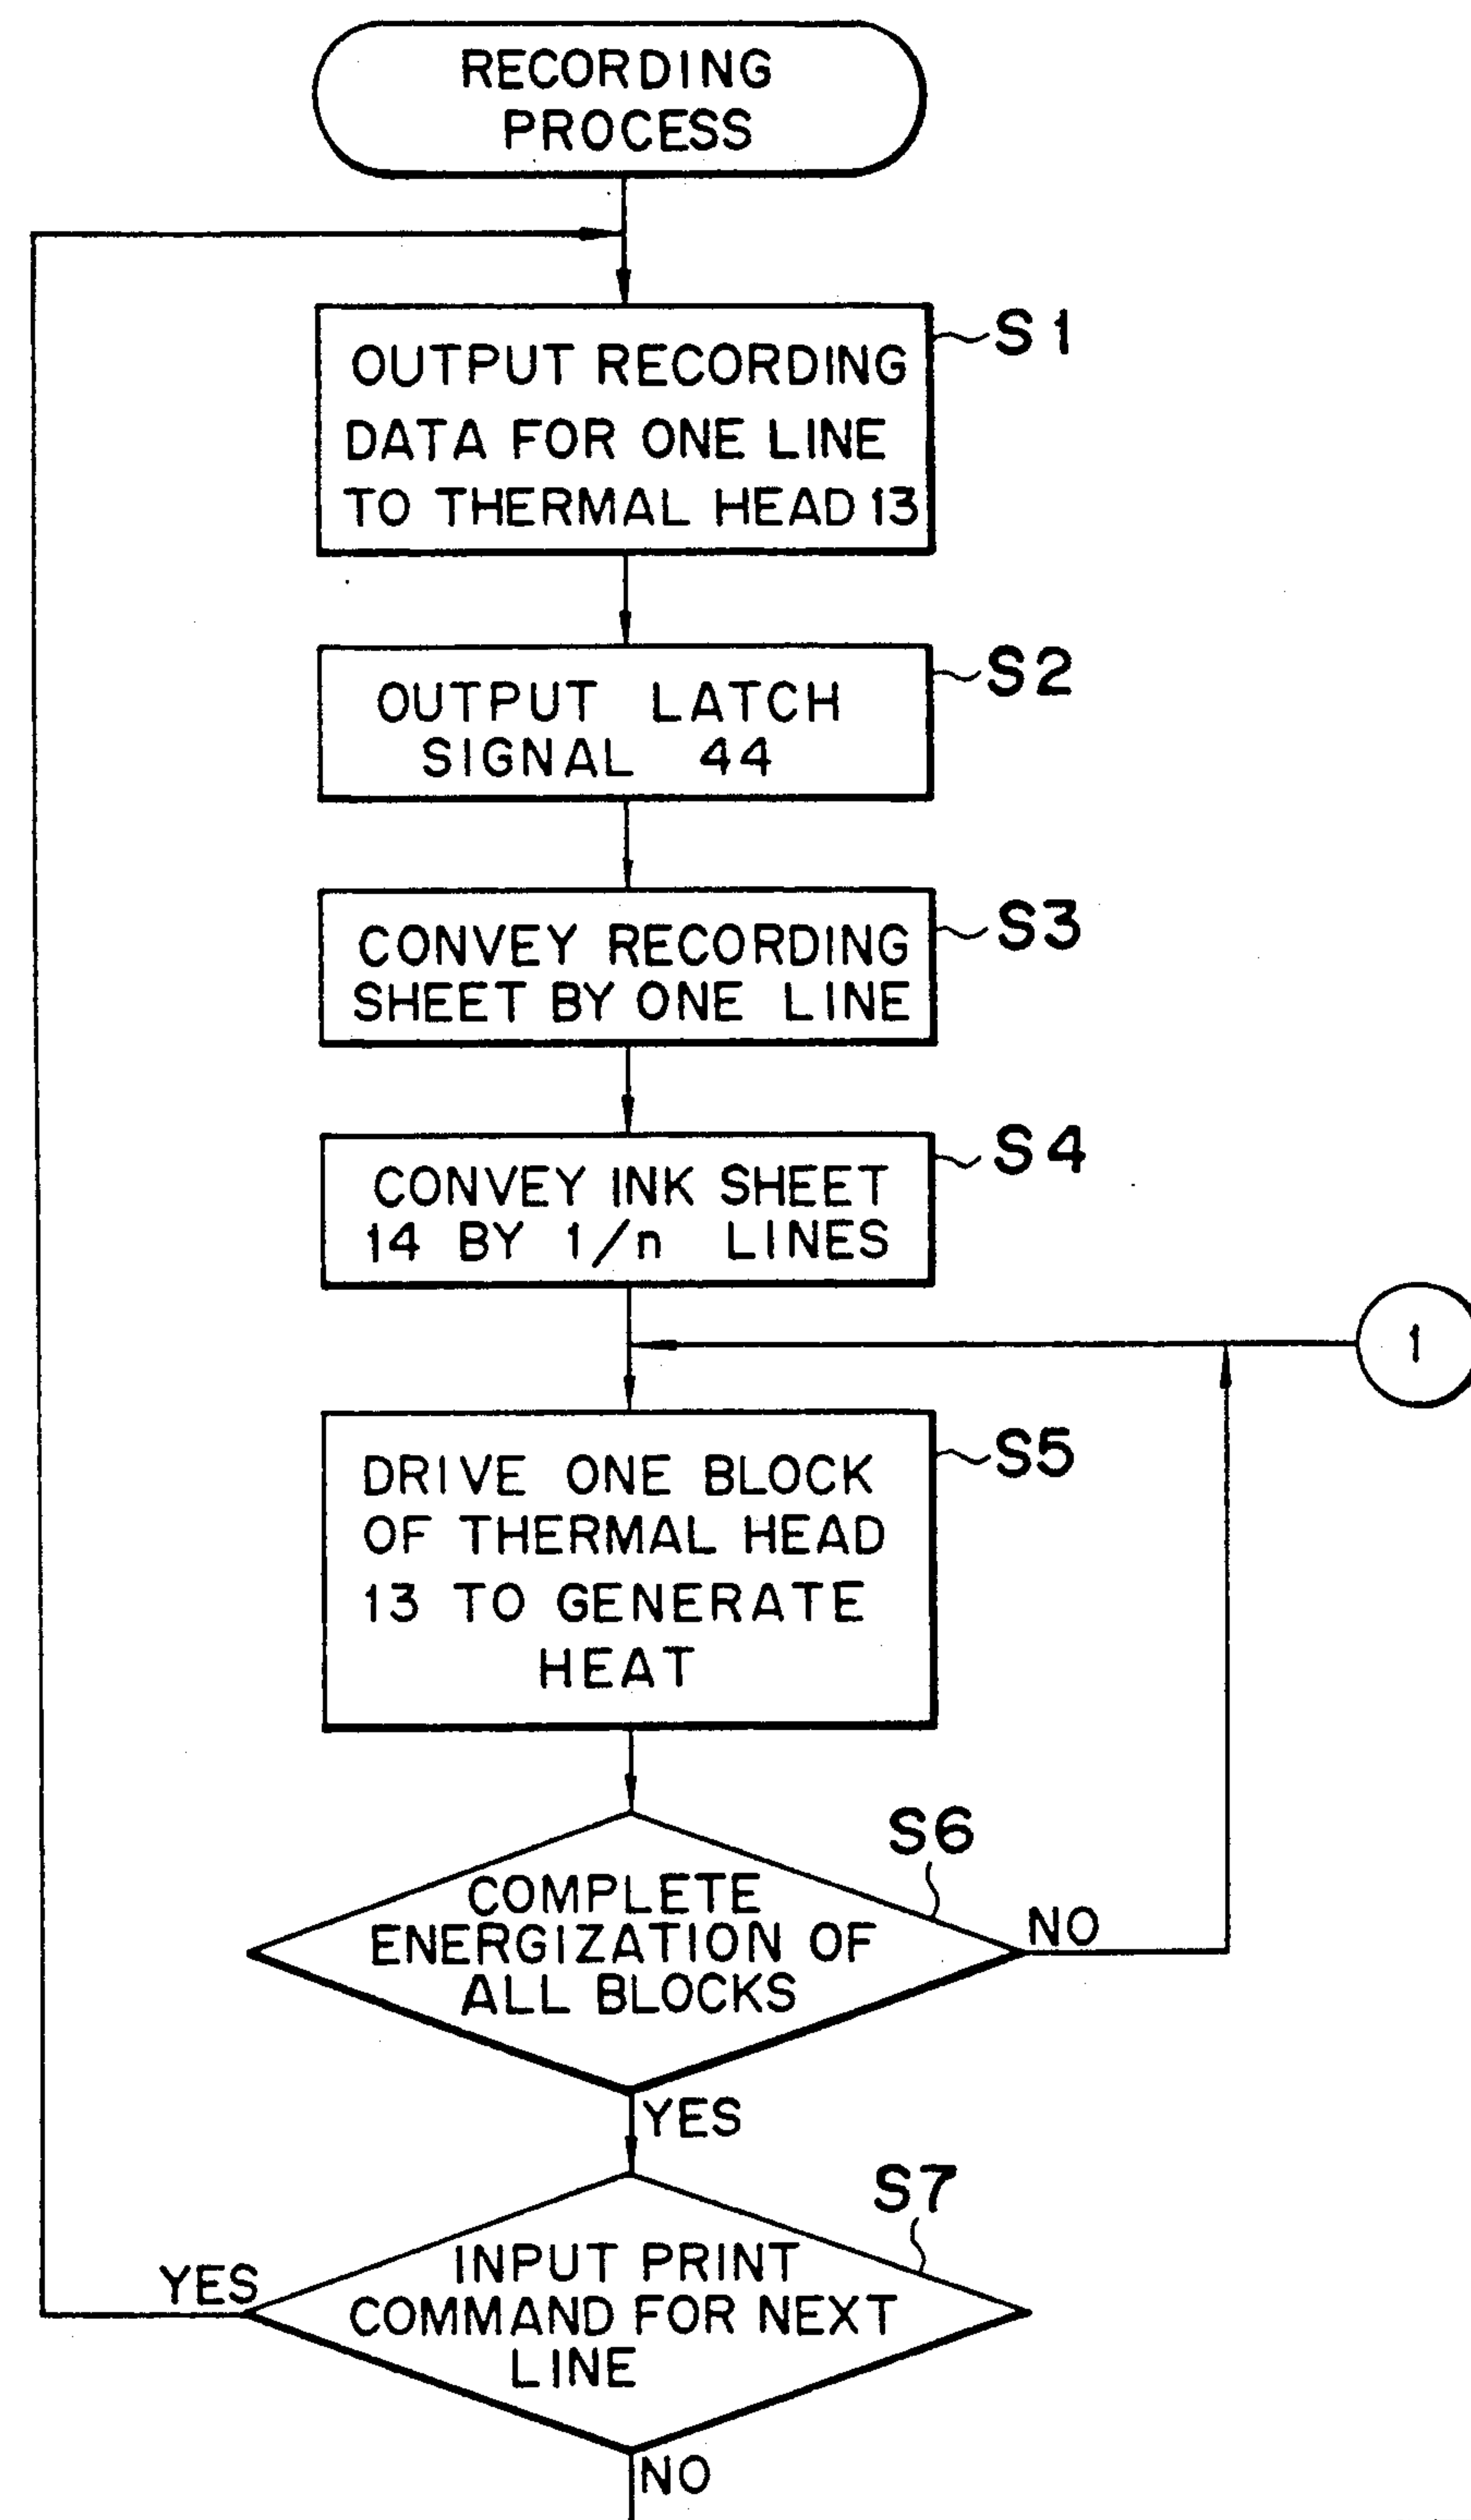 RECORDING
PROCESS
S1
OUTPUT RECORDING
DATA FOR ONE LINE
TO THERMAL HEAD 13
S2
OUTPUT LATCH
SIGNAL 44
S3
CONVEY RECORDING
SHEET BY ONE LINE
S4
CONVEY INK SHEET
14 BY 1/n LINES
1
S5
DRIVE ONE BLOCK
OF THERMAL HEAD
13 TO GENERATE
HEAT
S6
COMPLETE
ENERGIZATION OF
ALL BLOCKS
NO
YES
S7
INPUT PRINT
COMMAND FOR NEXT
LINE
YES
NO